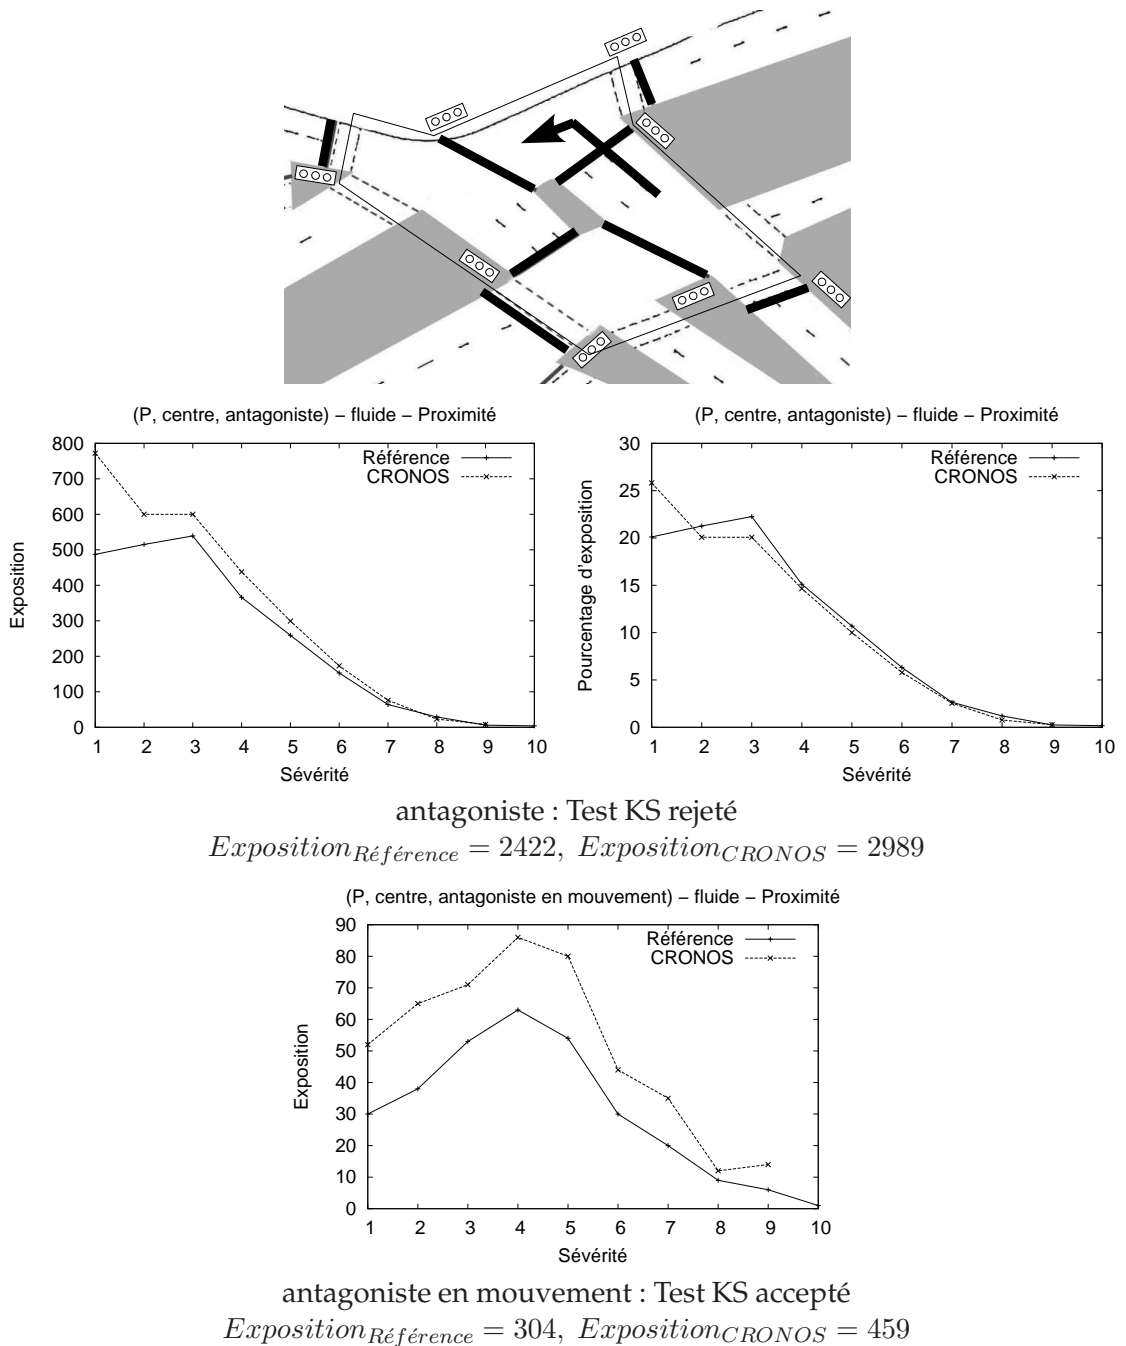 (P, centre, antagoniste) – fluide – Proximité
800
700
600
500
400
300
200
100
0
Exposition
Référence
CRONOS
1 2 3 4 5 6 7 8 9 10
Sévérité
(P, centre, antagoniste) – fluide – Proximité
30
25
20
15
10
5
0
Pourcentage d'exposition
Référence
CRONOS
1 2 3 4 5 6 7 8 9 10
Sévérité
antagoniste : Test KS rejeté
Exposition_Référence = 2422, Exposition_CRONOS = 2989
(P, centre, antagoniste en mouvement) – fluide – Proximité
90
80
70
60
50
40
30
20
10
0
Exposition
Référence
CRONOS
1 2 3 4 5 6 7 8 9 10
Sévérité
antagoniste en mouvement : Test KS accepté
Exposition_Référence = 304, Exposition_CRONOS = 459